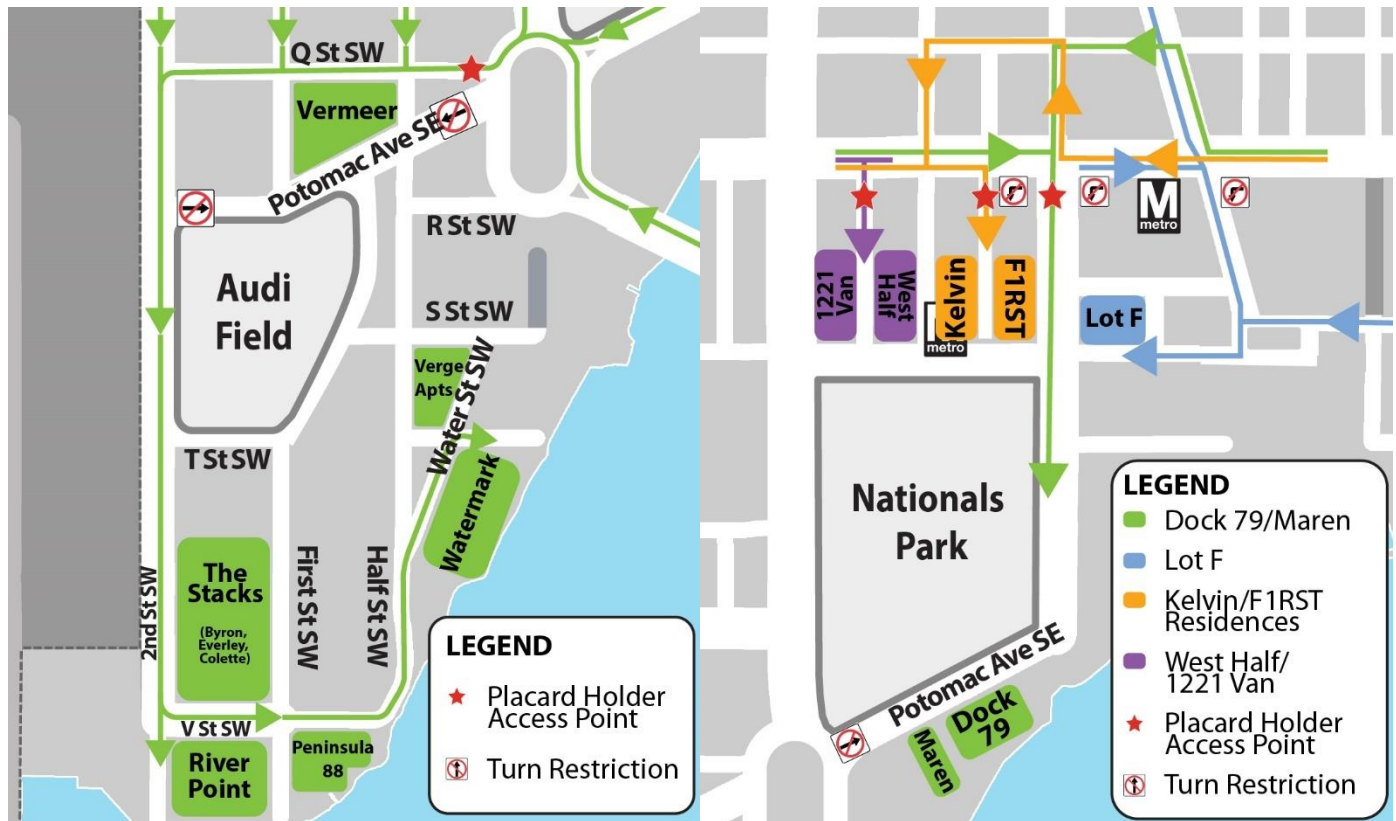 Q St SW
Vermeer
Potomac Ave SE
R St SW
Audi
Field
S St SW
Verge
Apts
Water St SW
T St SW
Watermark
The
Stacks
(Byron,
Everley,
Colette)
2nd St SW
First St SW
Half St SW
V St SW
River
Point
Peninsula
88
LEGEND
Placard Holder
Access Point
Turn Restriction
M
metro
1221
Van
West
Half
Kelvin
F1RST
metro
Lot F
Nationals
Park
Potomac Ave SE
Dock
79
Maren
LEGEND
Dock 79/Maren
Lot F
Kelvin/F1RST
Residences
West Half/
1221 Van
Placard Holder
Access Point
Turn Restriction